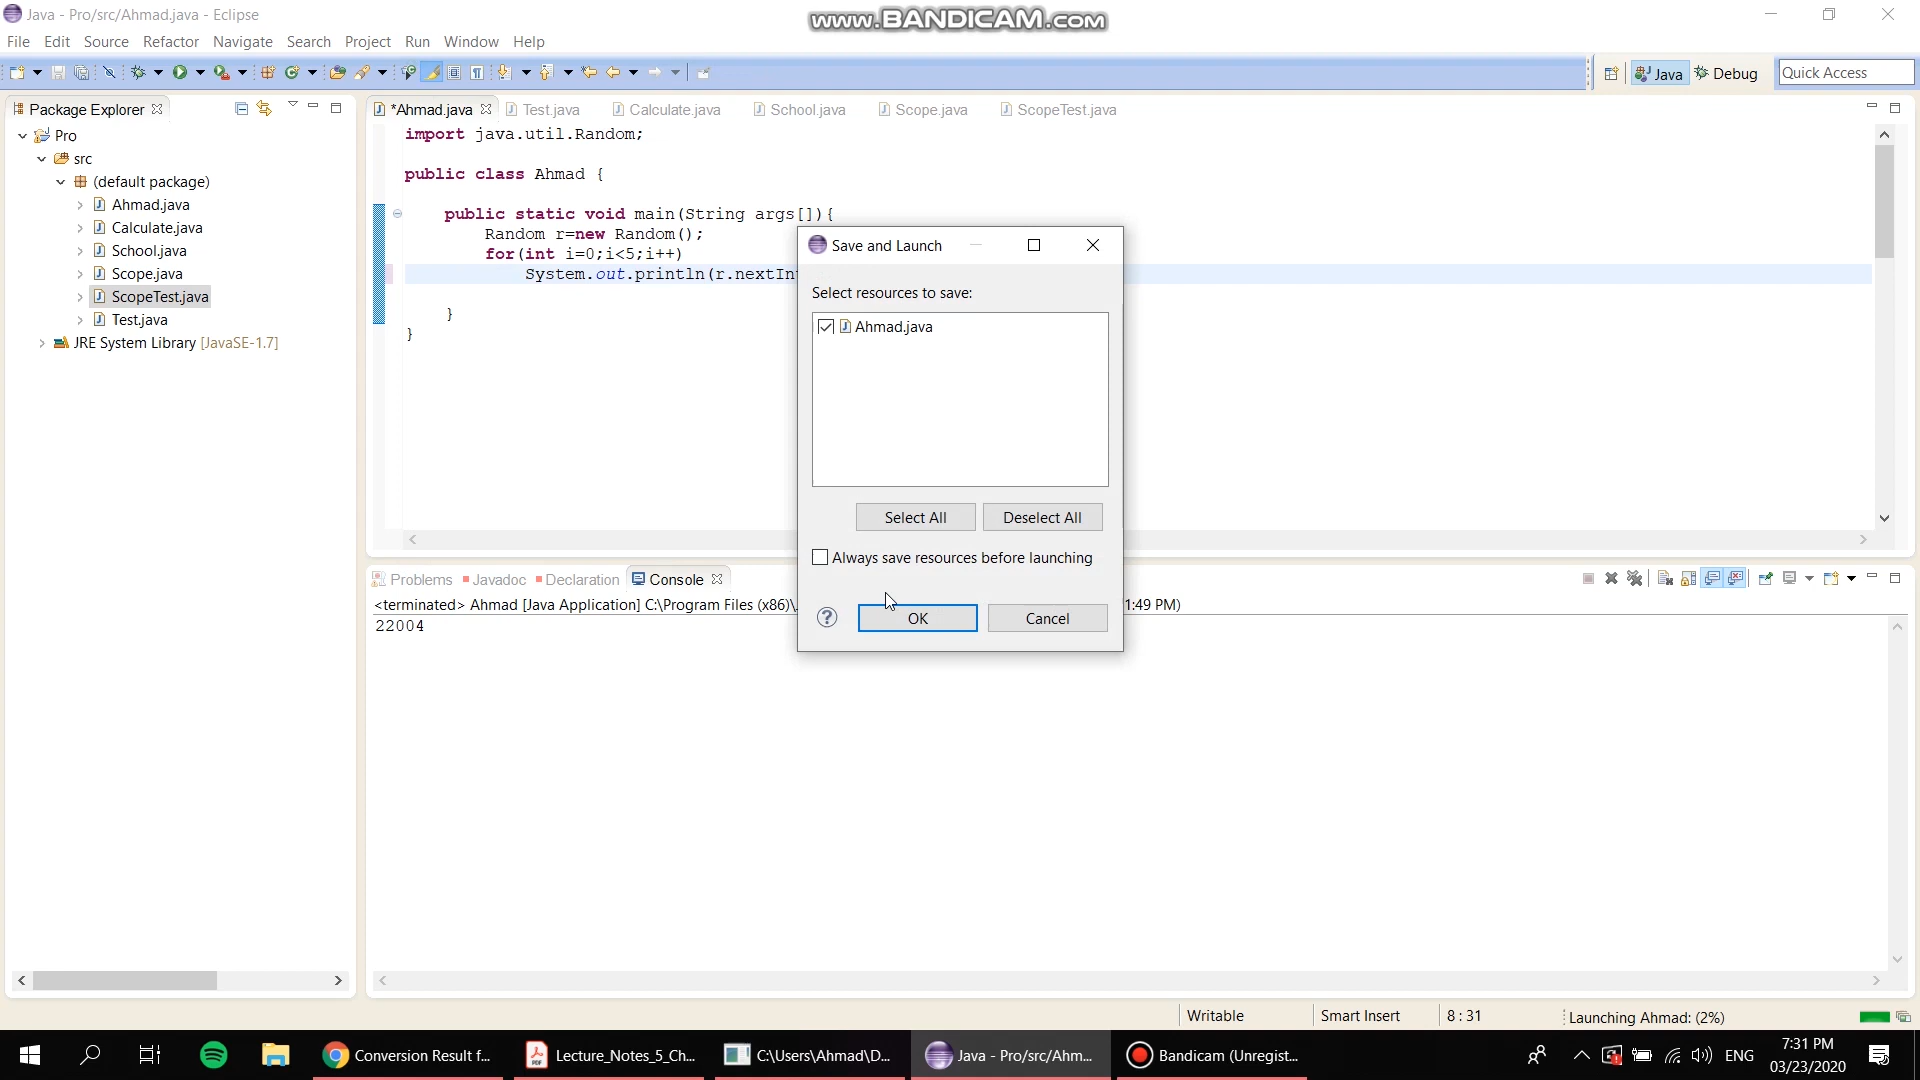 Java - Pro/src/Ahmad.java - Eclipse
www.BANDICAM.com
File Edit Source Refactor Navigate Search Project Run Window Help
Java Debug Quick Access
Package Explorer
*Ahmad.java Test.java Calculate.java School.java Scope.java ScopeTest.java
Pro
src
(default package)
Ahmad.java
Calculate.java
School.java
Scope.java
ScopeTest.java
Test.java
JRE System Library [JavaSE-1.7]
import java.util.Random;
public class Ahmad {
public static void main(String args[]){
Random r=new Random();
for(int i=0;i<5;i++)
System.out.println(r.nextIn
}
}
Save and Launch
Select resources to save:
Ahmad.java
Select All Deselect All
Always save resources before launching
OK Cancel
Problems Javadoc Declaration Console
<terminated> Ahmad [Java Application] C:\Program Files (x86)\ 1:49 PM)
22004
Writable Smart Insert 8 : 31 Launching Ahmad: (2%)
Conversion Result f... Lecture_Notes_5_Ch... C:\Users\Ahmad\D... Java - Pro/src/Ahm... Bandicam (Unregist... ENG 7:31 PM
03/23/2020